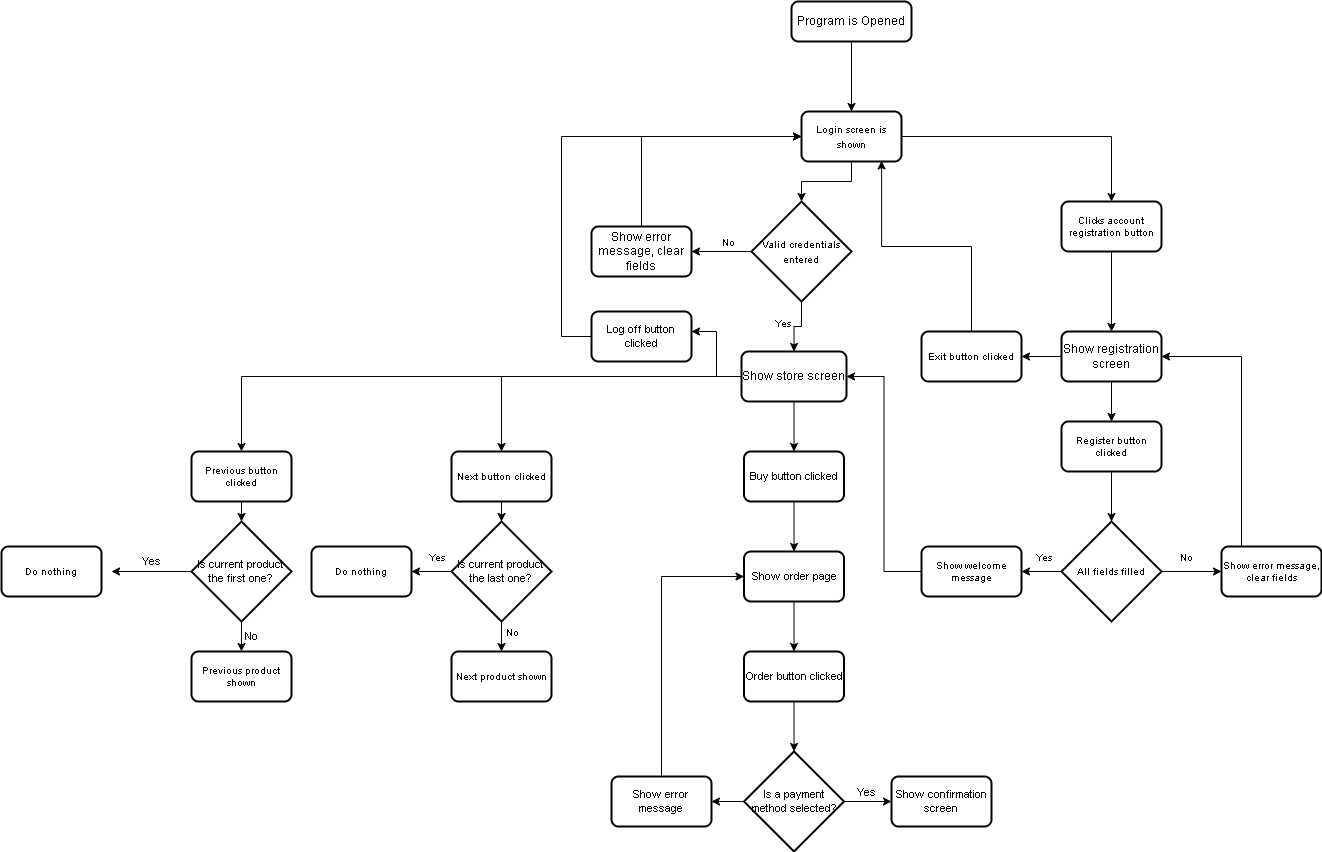 Program is Opened
Login screen is
shown
Clicks account
registration button
Show error
message, clear
fields
No
Valid credentials
entered
Yes
Log off button
clicked
Exit button clicked
Show registration
screen
Show store screen
Register button
clicked
Previous button
clicked
Next button clicked
Buy button clicked
Do nothing
Yes
Is current product
the first one?
No
Do nothing
Yes
Is current product
the last one?
No
Show order page
Show welcome
message
Yes
All fields filled
No
Show error message,
clear fields
Previous product
shown
Next product shown
Order button clicked
Show error
message
Is a payment
method selected?
Yes
Show confirmation
screen